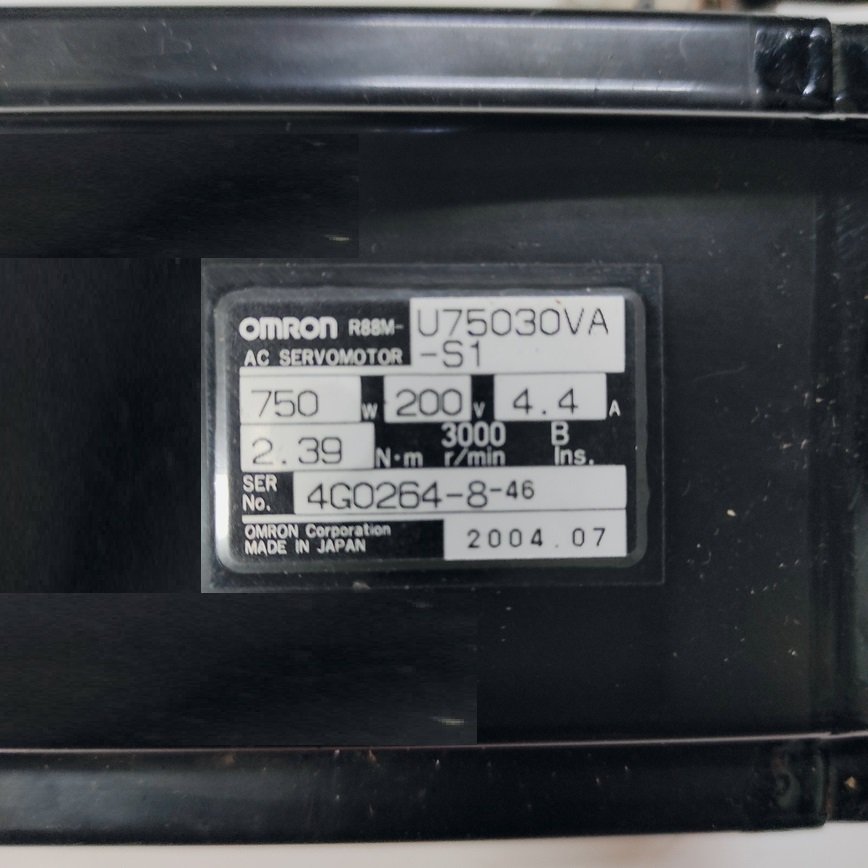 OMRON R88M-U75030VA
AC SERVOMOTOR -S1
750 W 200 V 4.4 A
2.39 N·m 3000 r/min B Ins.
SER No. 4G0264-8-46
OMRON Corporation
MADE IN JAPAN 2004.07